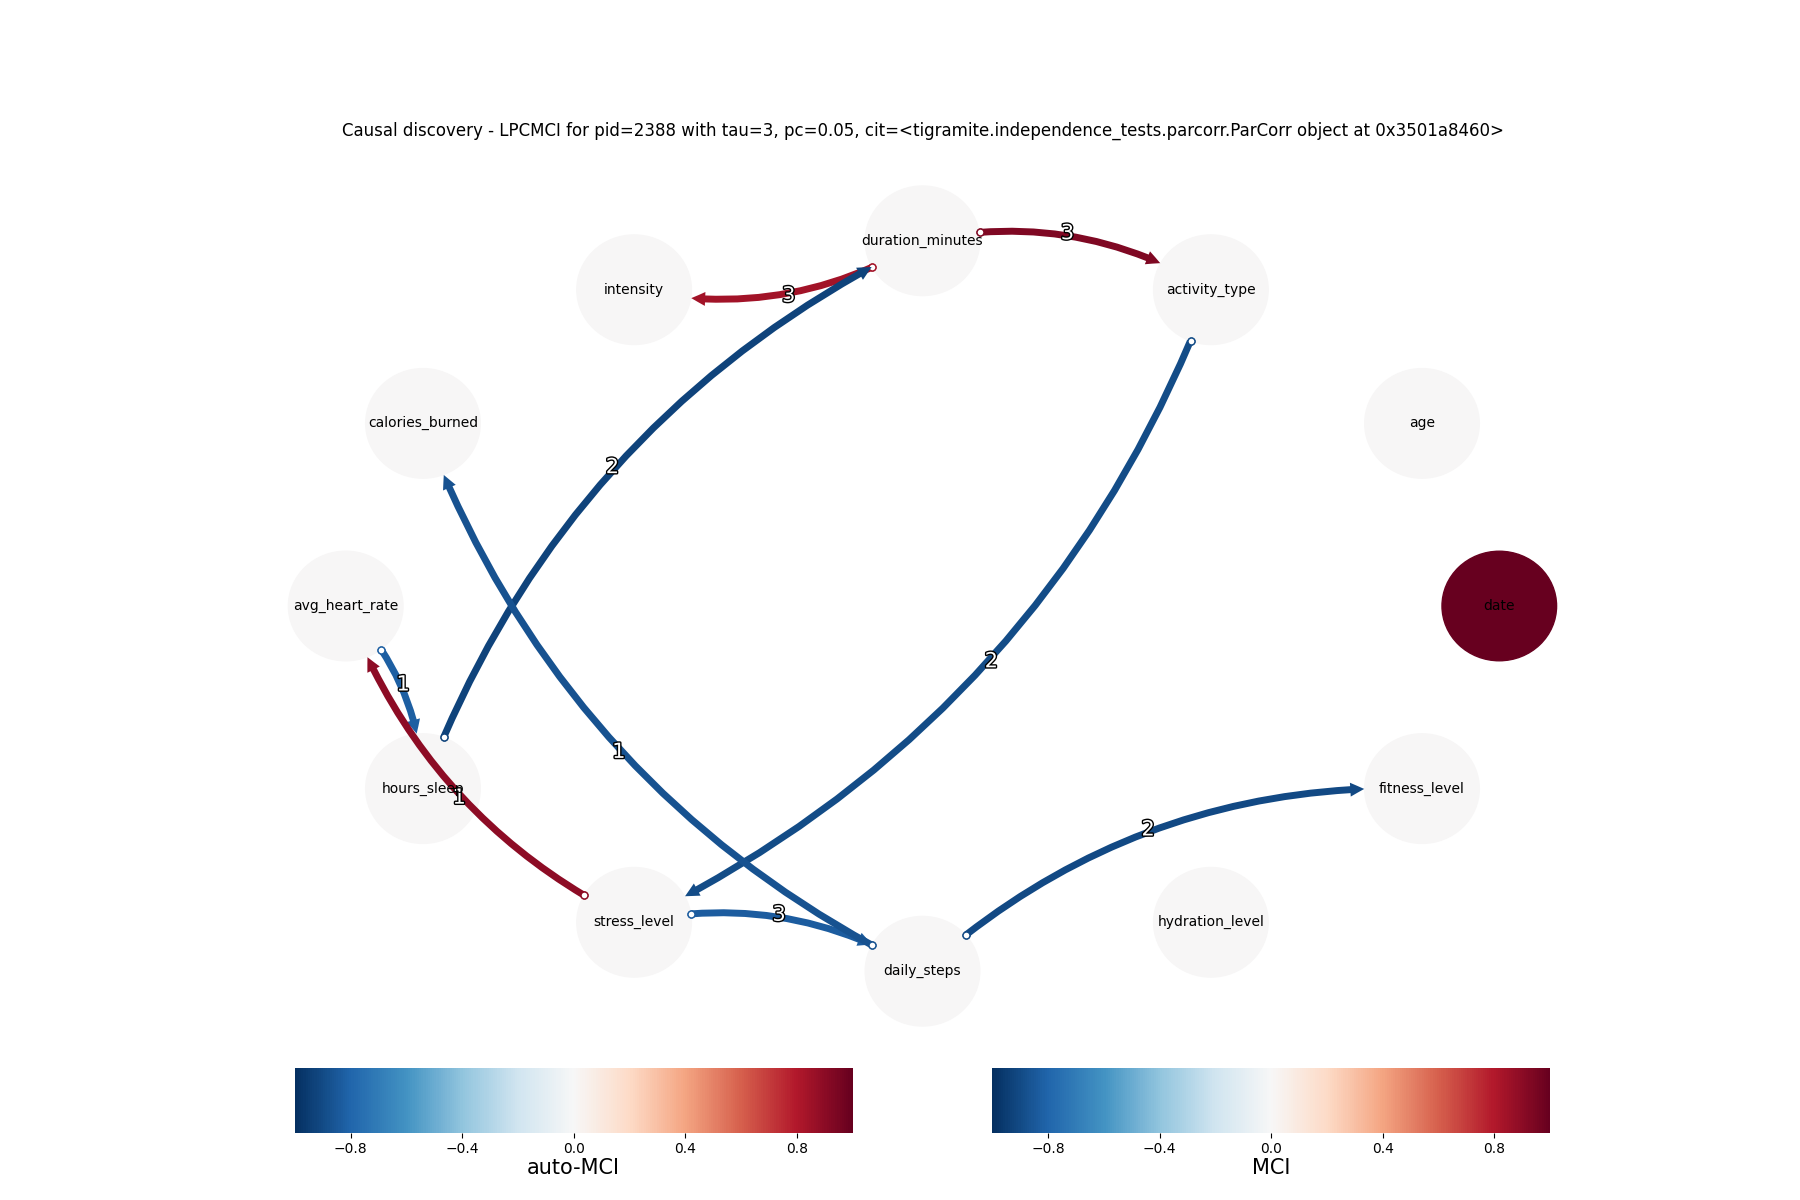 Causal discovery - LPCMCI for pid=2388 with tau=3, pc=0.05, cit=<tigramite.independence_tests.parcorr.ParCorr object at 0x3501a8460>
duration_minutes
3
intensity
3
activity_type
calories_burned
age
2
avg_heart_rate
date
1
2
1
hours_sleep
1
fitness_level
2
stress_level
3
hydration_level
daily_steps
−0.8 −0.4 0.0 0.4 0.8
auto-MCI
−0.8 −0.4 0.0 0.4 0.8
MCI